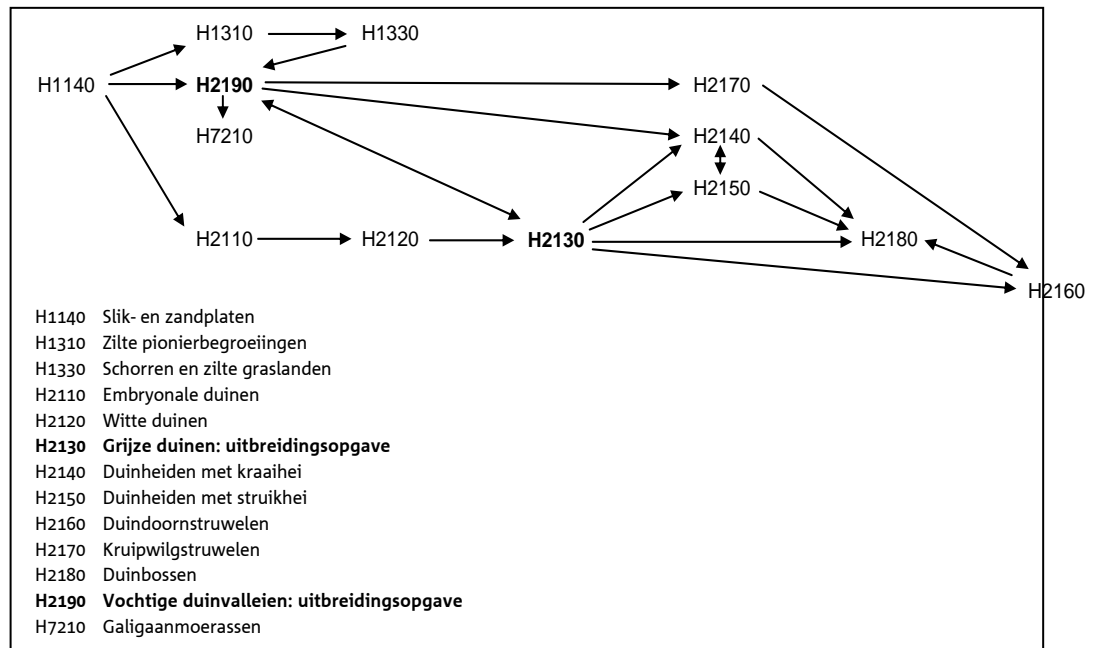 H1310 H1330
H1140 H2190 H2170
H7210 H2140
H2150
H2110 H2120 H2130 H2180
H2160
H1140 Slik- en zandplaten
H1310 Zilte pionierbegroeiingen
H1330 Schorren en zilte graslanden
H2110 Embryonale duinen
H2120 Witte duinen
H2130 Grijze duinen: uitbreidingsopgave
H2140 Duinheiden met kraaihei
H2150 Duinheiden met struikhei
H2160 Duindoornstruwelen
H2170 Kruipwilgstruwelen
H2180 Duinbossen
H2190 Vochtige duinvalleien: uitbreidingsopgave
H7210 Galigaanmoerassen